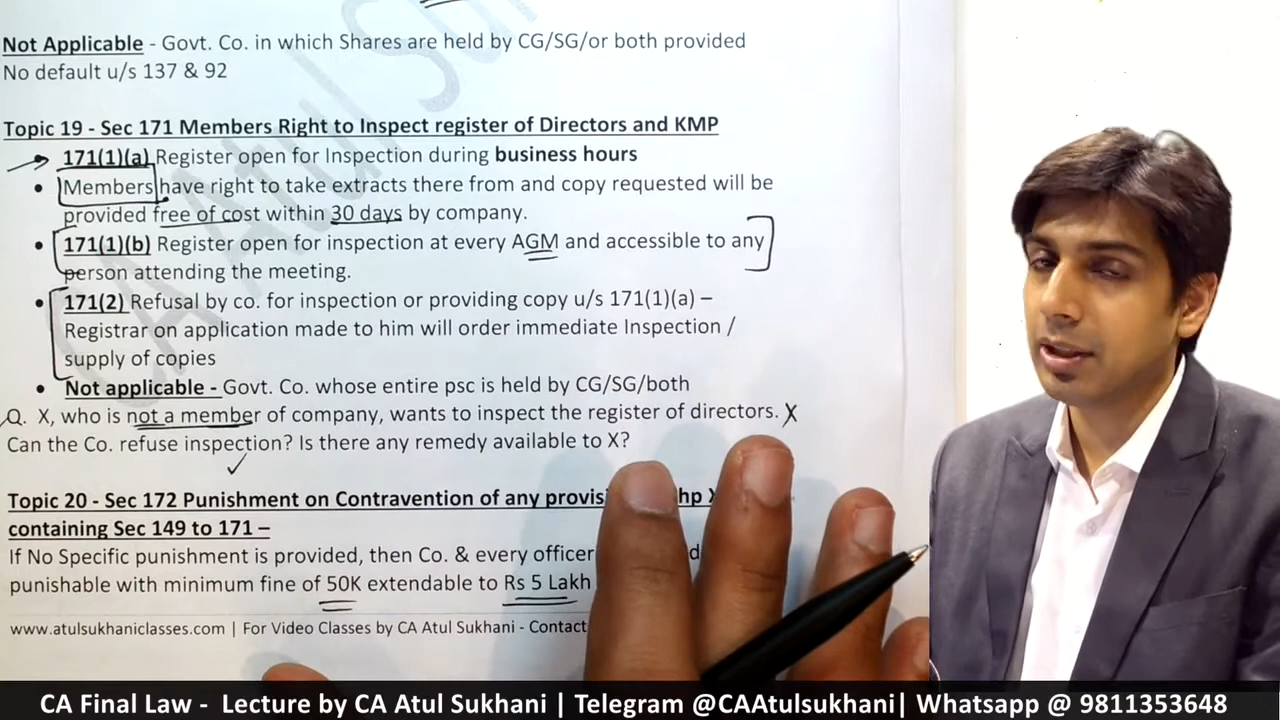 Not Applicable - Govt. Co. in which Shares are held by CG/SG/or both provided
No default u/s 137 & 92
Topic 19 - Sec 171 Members Right to Inspect register of Directors and KMP
171(1)(a) Register open for Inspection during business hours
• Members have right to take extracts there from and copy requested will be
provided free of cost within 30 days by company.
• 171(1)(b) Register open for inspection at every AGM and accessible to any
person attending the meeting.
• 171(2) Refusal by co. for inspection or providing copy u/s 171(1)(a) –
Registrar on application made to him will order immediate Inspection /
supply of copies
• Not applicable - Govt. Co. whose entire psc is held by CG/SG/both
Q. X, who is not a member of company, wants to inspect the register of directors. X
Can the Co. refuse inspection? Is there any remedy available to X?
Topic 20 - Sec 172 Punishment on Contravention of any
containing Sec 149 to 171 –
If No Specific punishment is provided, then Co. & every officer
punishable with minimum fine of 50K extendable to Rs 5 Lakh
www.atulsukhaniclasses.com | For Video Classes by CA Atul Sukhani - Contact
CA Final Law - Lecture by CA Atul Sukhani | Telegram @CAAtulsukhani| Whatsapp @ 9811353648